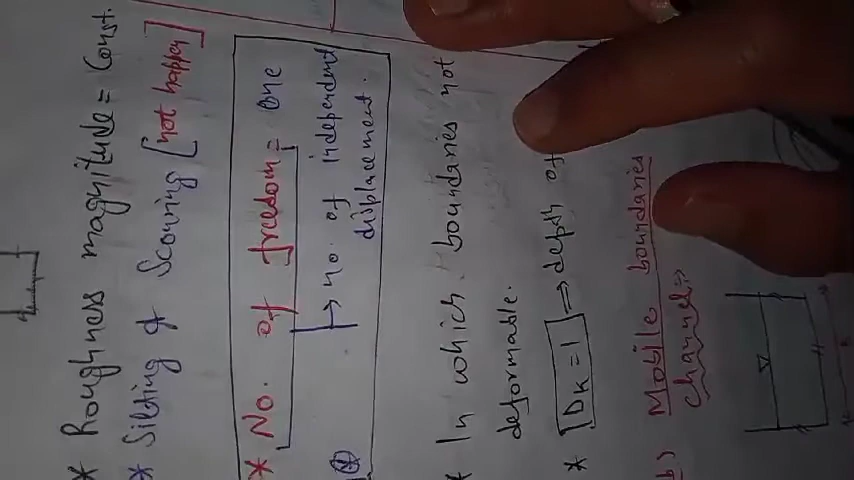 * Roughness magnitude = Const.
* Silting & Scouring [not happen]
* No. of freedom = one
→ no. of independent
displacement.
* In which boundaries not
deformable.
* Dk = 1 ⇒ depth of
b) Mobile boundaries
channel ⇒